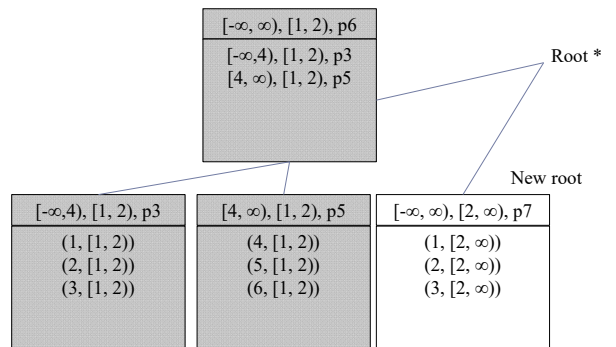 [-∞, ∞), [1, 2), p6
[-∞,4), [1, 2), p3
[4, ∞), [1, 2), p5
Root *
New root
[-∞,4), [1, 2), p3
(1, [1, 2))
(2, [1, 2))
(3, [1, 2))
[4, ∞), [1, 2), p5
(4, [1, 2))
(5, [1, 2))
(6, [1, 2))
[-∞, ∞), [2, ∞), p7
(1, [2, ∞))
(2, [2, ∞))
(3, [2, ∞))